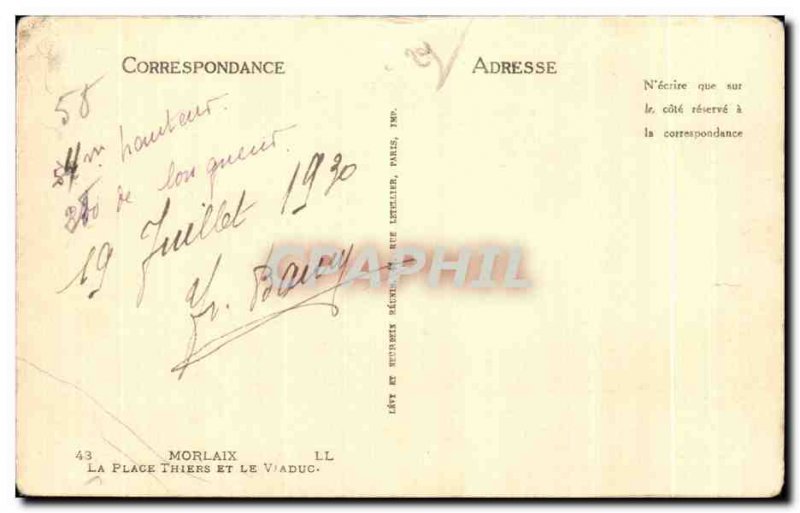 CORRESPONDANCE
ADRESSE
N'écrire que sur
le côté réservé à
la correspondance
58
m hauteur.
de longueur.
19 Juillet 1930
CPAPHIL
LÉVY ET NEURDEIN RÉUNIS, RUE LETELLIER, PARIS, IMP.
43 MORLAIX LL
LA PLACE THIERS ET LE VIADUC.